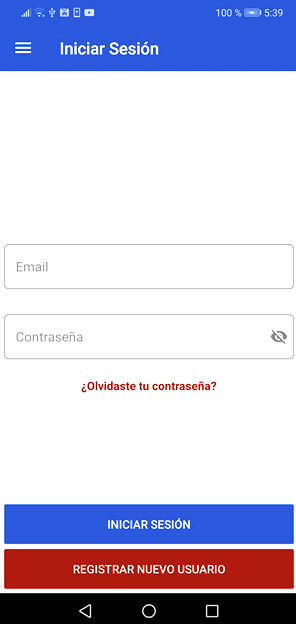 100 % 5:39
Iniciar Sesión
Email
Contraseña
¿Olvidaste tu contraseña?
INICIAR SESIÓN
REGISTRAR NUEVO USUARIO